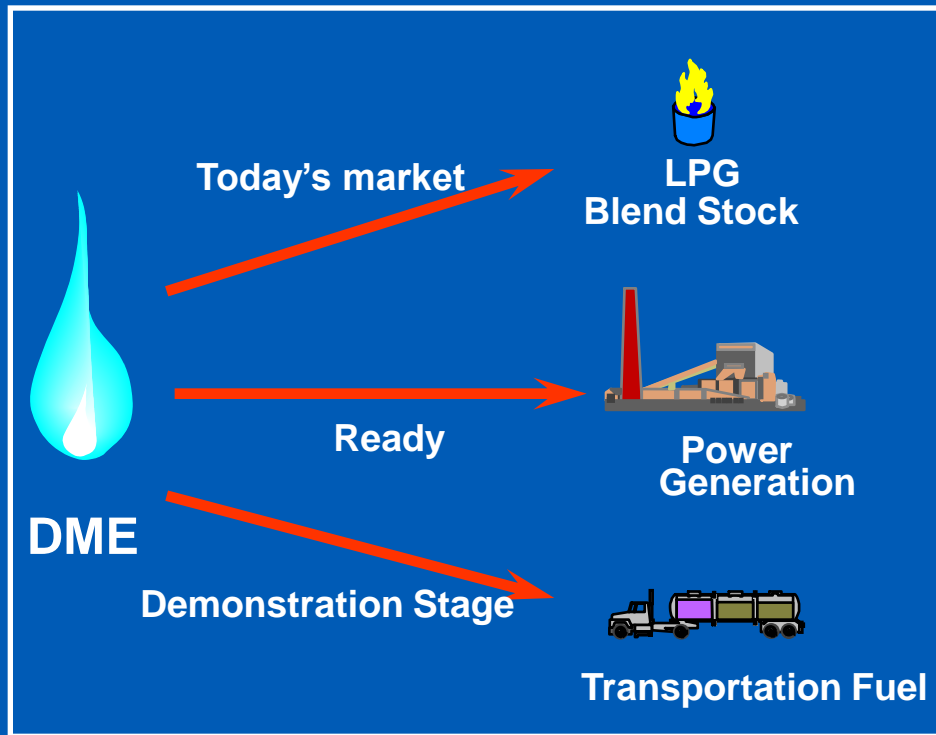 Today’s market
LPG
Blend Stock
Ready
Power
Generation
DME
Demonstration Stage
Transportation Fuel